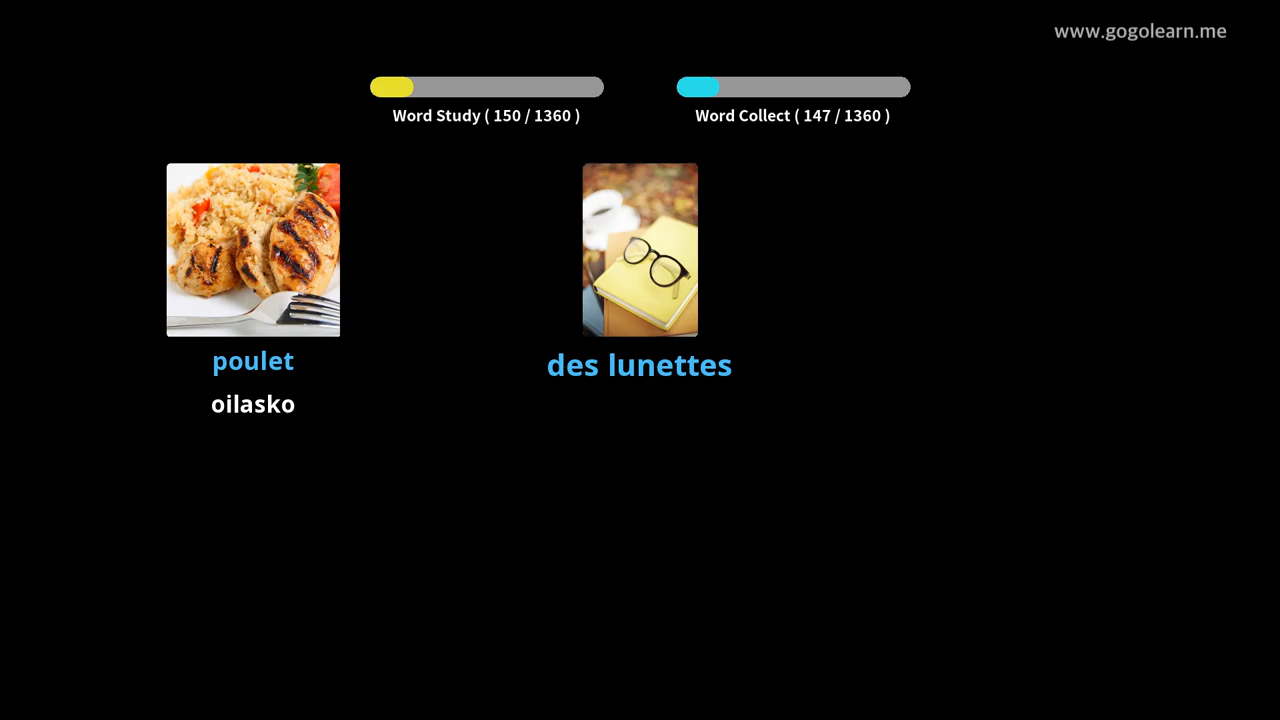 www.gogolearn.me
Word Study ( 150 / 1360 )
Word Collect ( 147 / 1360 )
poulet
oilasko
des lunettes